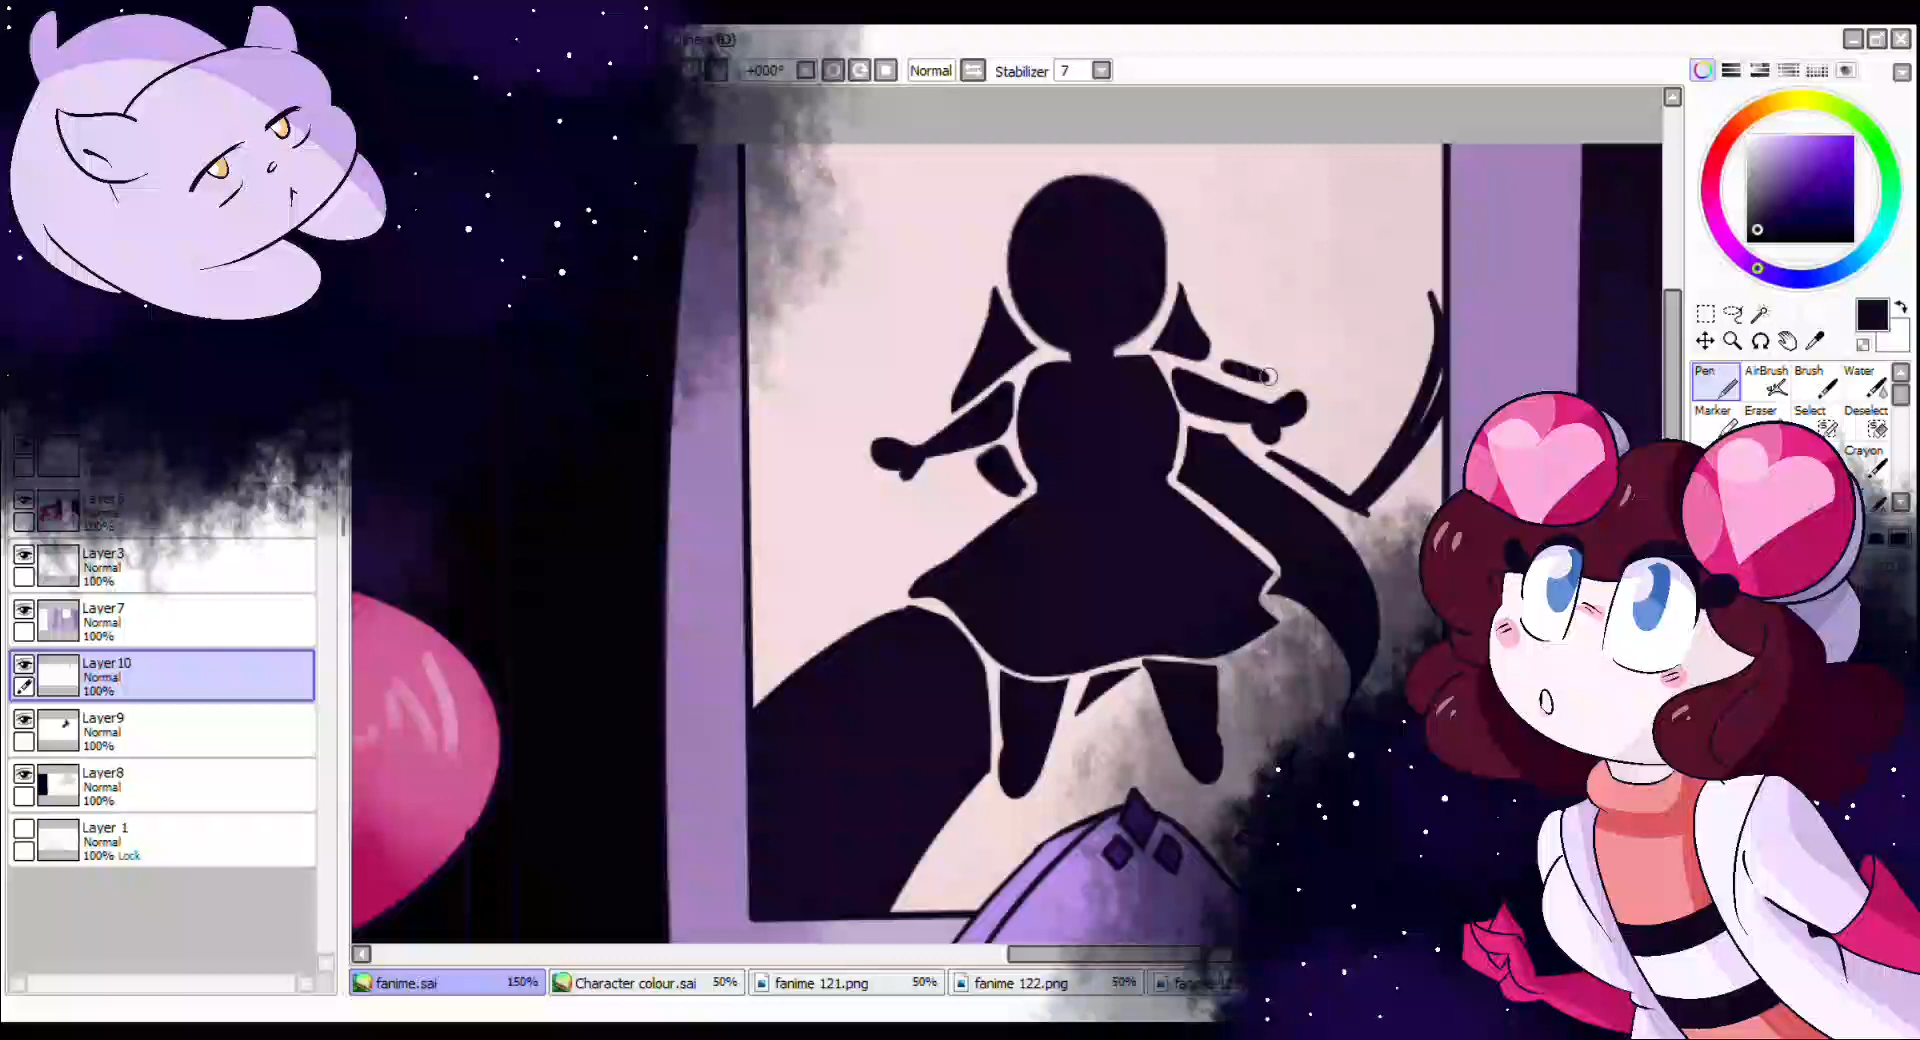 +000°
Normal
Stabilizer 7
Pen AirBrush Brush Water
Marker Eraser Select Deselect
Crayon
Layer3
Normal
100%
Layer7
Normal
100%
Layer10
Normal
100%
Layer9
Normal
100%
Layer8
Normal
100%
Layer 1
Normal
100% Lock
fanime.sai 150% Character colour.sai 50% fanime 121.png 50% fanime 122.png 50%